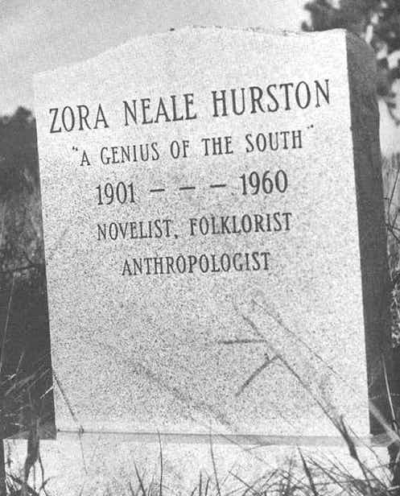 ZORA NEALE HURSTON
"A GENIUS OF THE SOUTH"
1901 – – – 1960
NOVELIST, FOLKLORIST
ANTHROPOLOGIST